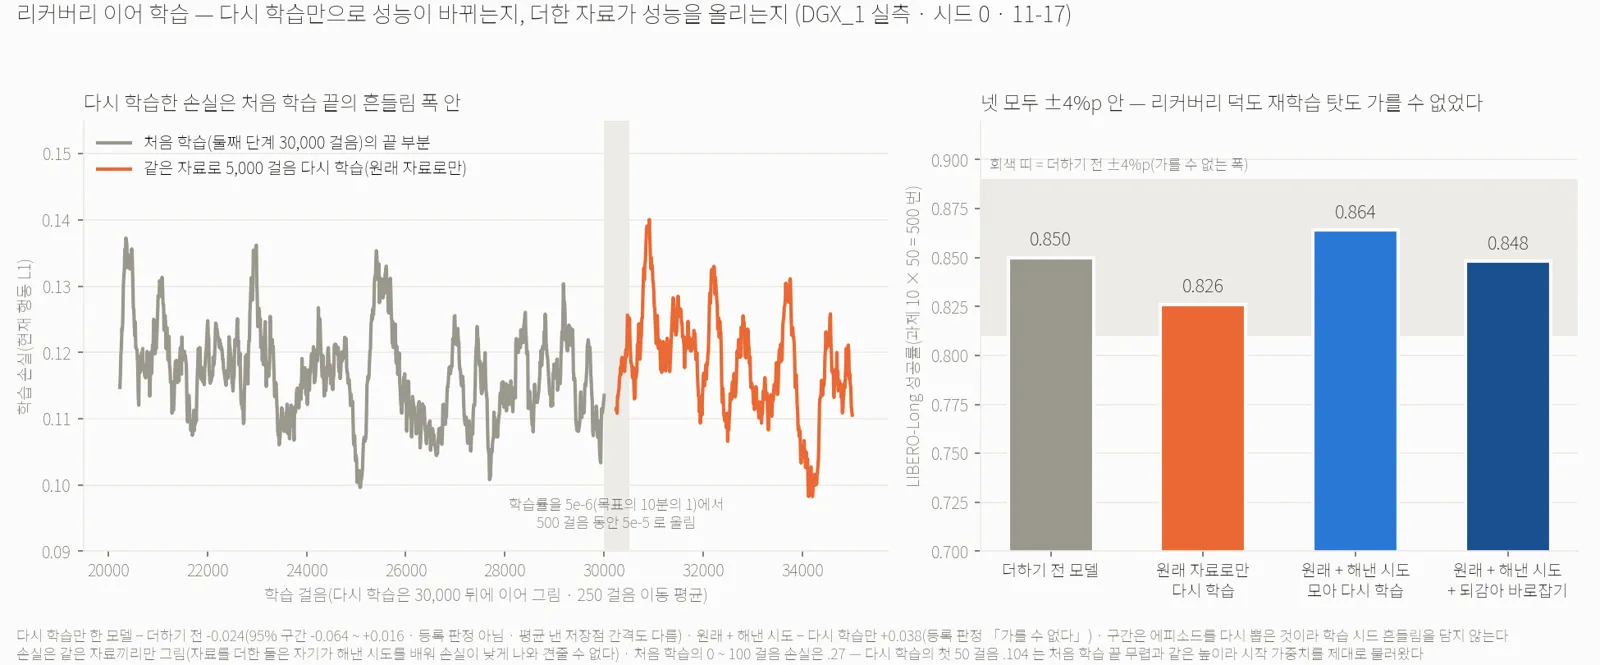 리커버리 이어 학습 — 다시 학습만으로 성능이 바뀌는지, 더한 자료가 성능을 올리는지 (DGX_1 실측 · 시드 0 · 11-17)
다시 학습한 손실은 처음 학습 끝의 흔들림 폭 안
처음 학습(둘째 단계 30,000 걸음)의 끝 부분
같은 자료로 5,000 걸음 다시 학습(원래 자료로만)
0.15
0.14
0.13
0.12
0.11
0.10
0.09
학습 손실(현재 행동 L1)
학습률을 5e-6(목표의 10분의 1)에서
500 걸음 동안 5e-5 로 올림
20000
22000
24000
26000
28000
30000
32000
34000
학습 걸음(다시 학습은 30,000 뒤에 이어 그림 · 250 걸음 이동 평균)
넷 모두 ±4%p 안 — 리커버리 덕도 재학습 탓도 가를 수 없었다
회색 띠 = 더하기 전 ±4%p(가를 수 없는 폭)
0.900
0.875
0.850
0.825
0.800
0.775
0.750
0.725
0.700
LIBERO-Long 성공률(과제 10 × 50 = 500 번)
0.850
0.826
0.864
0.848
더하기 전 모델
원래 자료로만
다시 학습
원래 + 해낸 시도
모아 다시 학습
원래 + 해낸 시도
+ 되감아 바로잡기
다시 학습만 한 모델 − 더하기 전 -0.024(95% 구간 -0.064 ~ +0.016 · 등록 판정 아님 · 평균 낸 저장점 간격도 다름) · 원래 + 해낸 시도 − 다시 학습만 +0.038(등록 판정 「가를 수 없다」) · 구간은 에피소드를 다시 뽑은 것이라 학습 시드 흔들림을 담지 않는다
손실은 같은 자료끼리만 그림(자료를 더한 둘은 자기가 해낸 시도를 배워 손실이 낮게 나와 견줄 수 없다) · 처음 학습의 0 ~ 100 걸음 손실은 .27 — 다시 학습의 첫 50 걸음 .104 는 처음 학습 끝 무렵과 같은 높이라 시작 가중치를 제대로 불러왔다